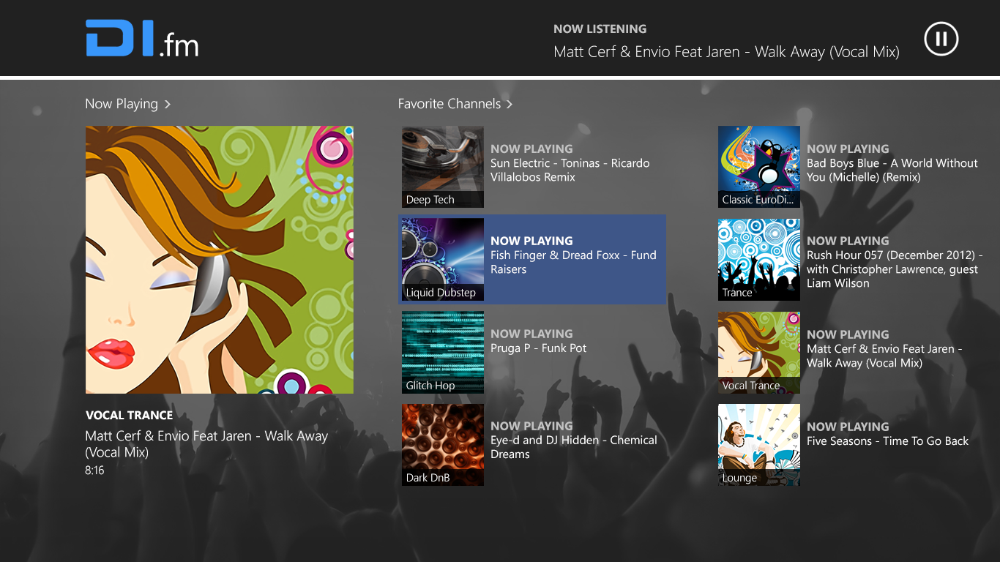 DI.fm
NOW LISTENING
Matt Cerf & Envio Feat Jaren - Walk Away (Vocal Mix)
Now Playing
VOCAL TRANCE
Matt Cerf & Envio Feat Jaren - Walk Away
(Vocal Mix)
8:16
Favorite Channels
Deep Tech
NOW PLAYING
Sun Electric - Toninas - Ricardo
Villalobos Remix
Liquid Dubstep
NOW PLAYING
Fish Finger & Dread Foxx - Fund
Raisers
Glitch Hop
NOW PLAYING
Pruga P - Funk Pot
Dark DnB
NOW PLAYING
Eye-d and DJ Hidden - Chemical
Dreams
Classic EuroDi...
NOW PLAYING
Bad Boys Blue - A World Without
You (Michelle) (Remix)
Trance
NOW PLAYING
Rush Hour 057 (December 2012) -
with Christopher Lawrence, guest
Liam Wilson
Vocal Trance
NOW PLAYING
Matt Cerf & Envio Feat Jaren -
Walk Away (Vocal Mix)
Lounge
NOW PLAYING
Five Seasons - Time To Go Back